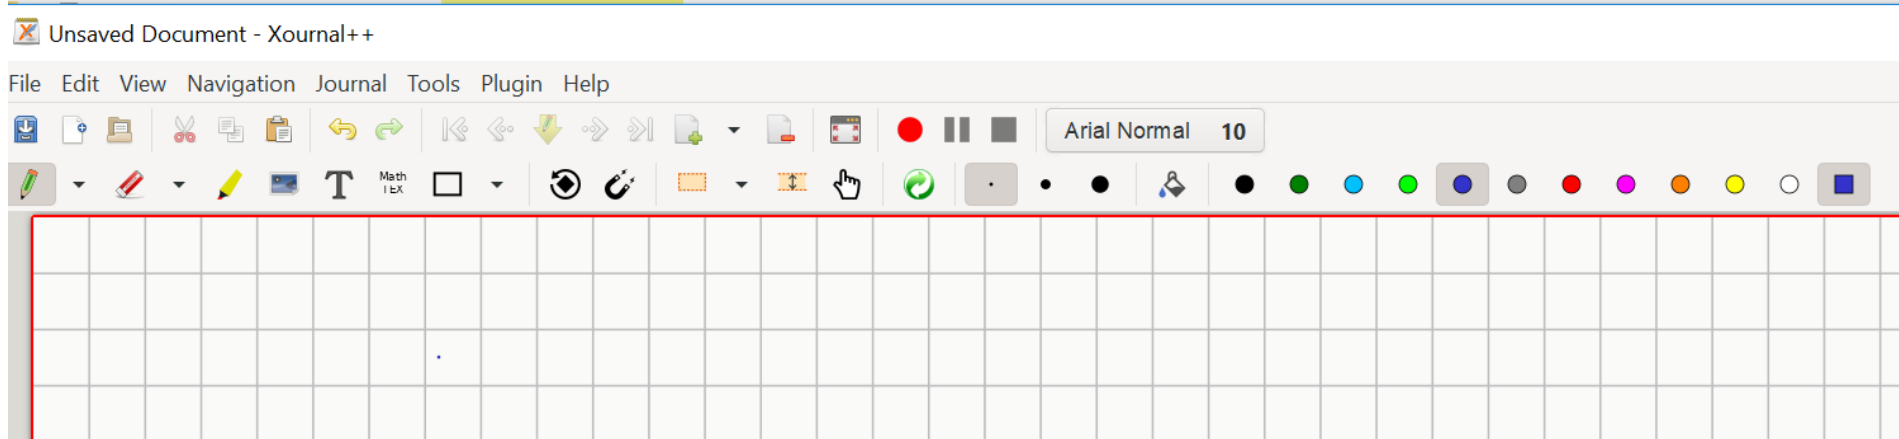 Unsaved Document - Xournal++
File Edit View Navigation Journal Tools Plugin Help
Arial Normal 10
T Math
TEX